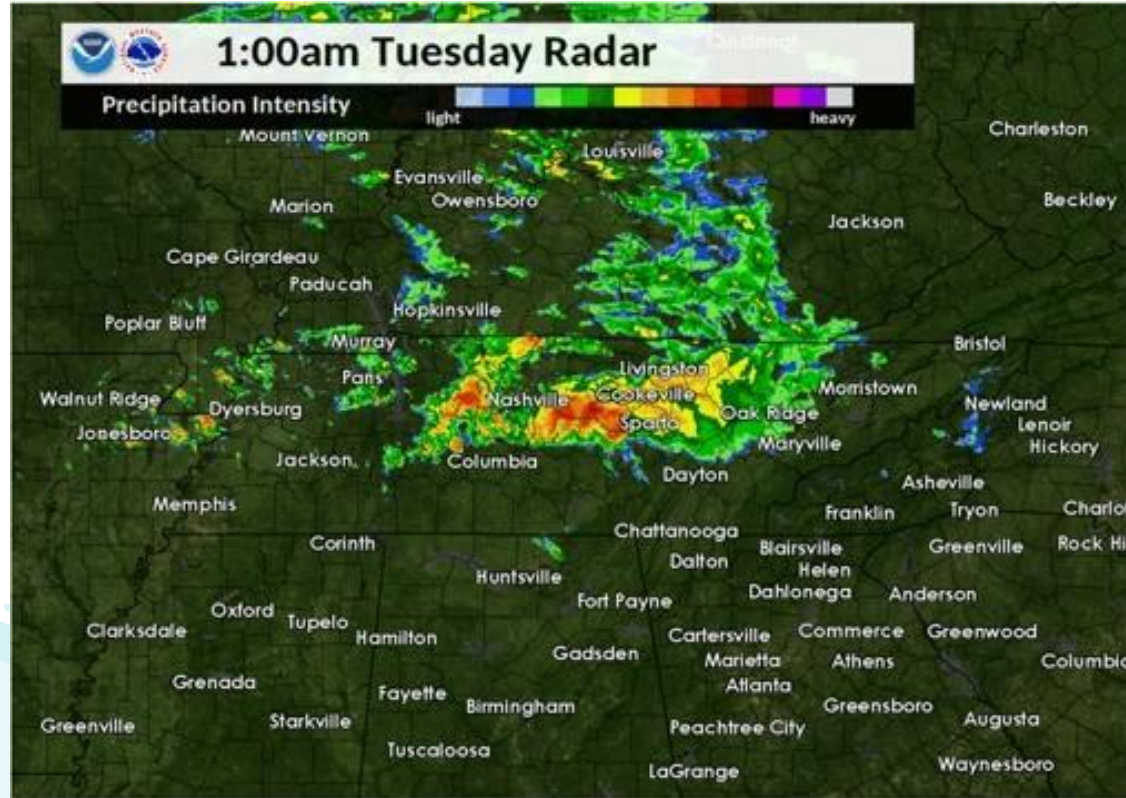 1:00am Tuesday Radar
Precipitation Intensity
light
heavy
Cincinnati
Mount Vernon
Louisville
Charleston
Evansville
Owensboro
Marion
Beckley
Jackson
Cape Girardeau
Paducah
Hopkinsville
Poplar Bluff
Murray
Bristol
Paris
Livingston
Walnut Ridge
Nashville
Cookeville
Morristown
Dyersburg
Oak Ridge
Newland
Jonesboro
Sparta
Lenoir
Maryville
Hickory
Jackson
Columbia
Dayton
Asheville
Memphis
Franklin
Tryon
Charlot
Chattanooga
Corinth
Blairsville
Greenville
Rock Hi
Dalton
Huntsville
Helen
Fort Payne
Dahlonega
Anderson
Oxford
Tupelo
Clarksdale
Hamilton
Cartersville
Commerce
Greenwood
Gadsden
Marietta
Athens
Columbia
Grenada
Atlanta
Fayette
Birmingham
Greensboro
Greenville
Starkville
Peachtree City
Augusta
Tuscaloosa
LaGrange
Waynesboro